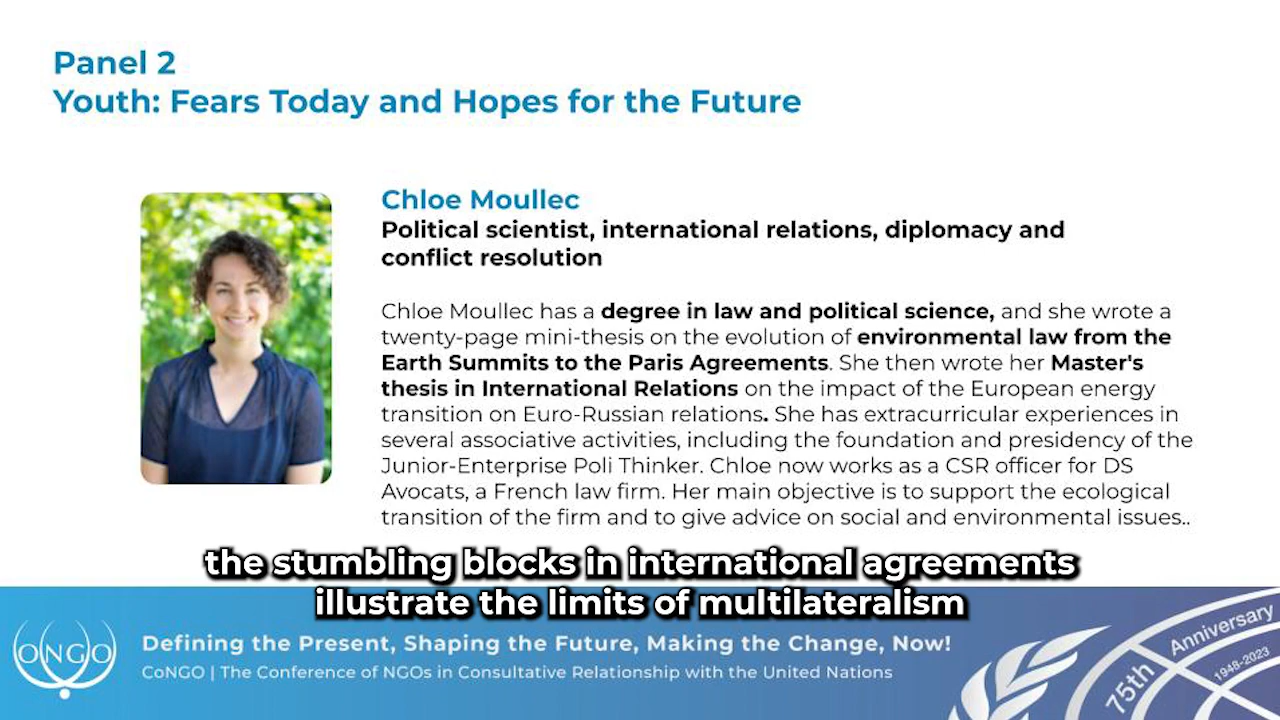 Panel 2
Youth: Fears Today and Hopes for the Future
Chloe Moullec
Political scientist, international relations, diplomacy and
conflict resolution
Chloe Moullec has a degree in law and political science, and she wrote a
twenty-page mini-thesis on the evolution of environmental law from the
Earth Summits to the Paris Agreements. She then wrote her Master's
thesis in International Relations on the impact of the European energy
transition on Euro-Russian relations. She has extracurricular experiences in
several associative activities, including the foundation and presidency of the
Junior-Enterprise Poli Thinker. Chloe now works as a CSR officer for DS
Avocats, a French law firm. Her main objective is to support the ecological
transition of the firm and to give advice on social and environmental issues..
the stumbling blocks in international agreements
illustrate the limits of multilateralism
CONGO
Defining the Present, Shaping the Future, Making the Change, Now!
CoNGO | The Conference of NGOs in Consultative Relationship with the United Nations
75th Anniversary
1948-2023